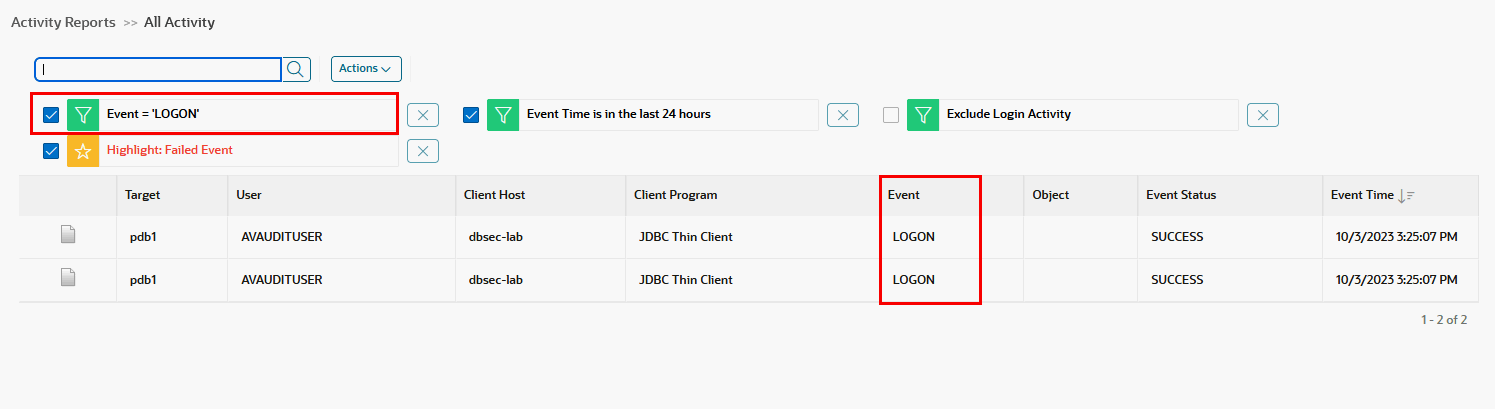 Activity Reports >> All Activity
Actions
Event = 'LOGON' Event Time is in the last 24 hours Exclude Login Activity
Highlight: Failed Event
Target User Client Host Client Program Event Object Event Status Event Time
pdb1 AVAUDITUSER dbsec-lab JDBC Thin Client LOGON SUCCESS 10/3/2023 3:25:07 PM
pdb1 AVAUDITUSER dbsec-lab JDBC Thin Client LOGON SUCCESS 10/3/2023 3:25:07 PM
1 - 2 of 2